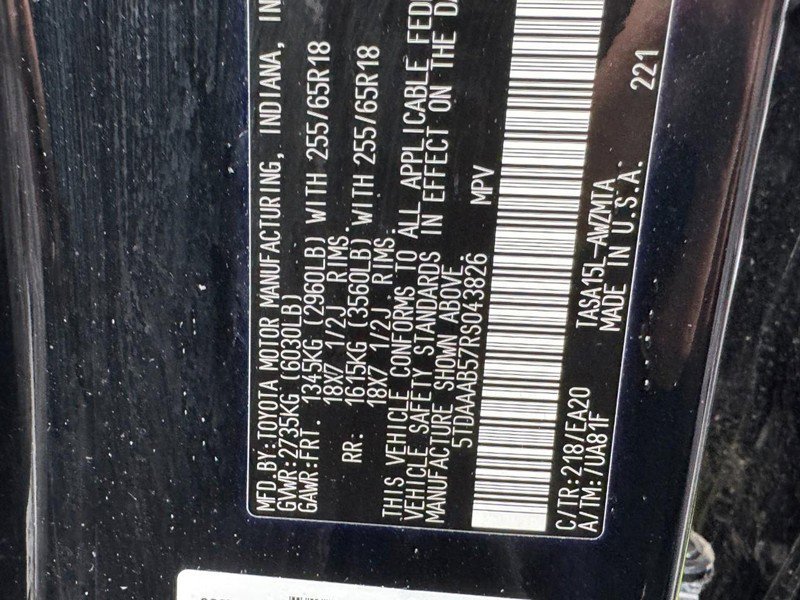 MFD.BY:TOYOTA MOTOR MANUFACTURING, INDIANA, IN
GVWR:2735KG (6030LB)
GAWR:FRT. 1345KG (2960LB) WITH 255/65R18
18X7 1/2J RIMS.
RR: 1615KG (3560LB) WITH 255/65R18
18X7 1/2J RIMS.
THIS VEHICLE CONFORMS TO ALL APPLICABLE FED
VEHICLE SAFETY STANDARDS IN EFFECT ON THE DA
MANUFACTURE SHOWN ABOVE.
5TDAAAB57RS043826 MPV
C/TR:218/EA20 TASA15L-AWZMTA 221
A/TM:/UA81F MADE IN U.S.A.